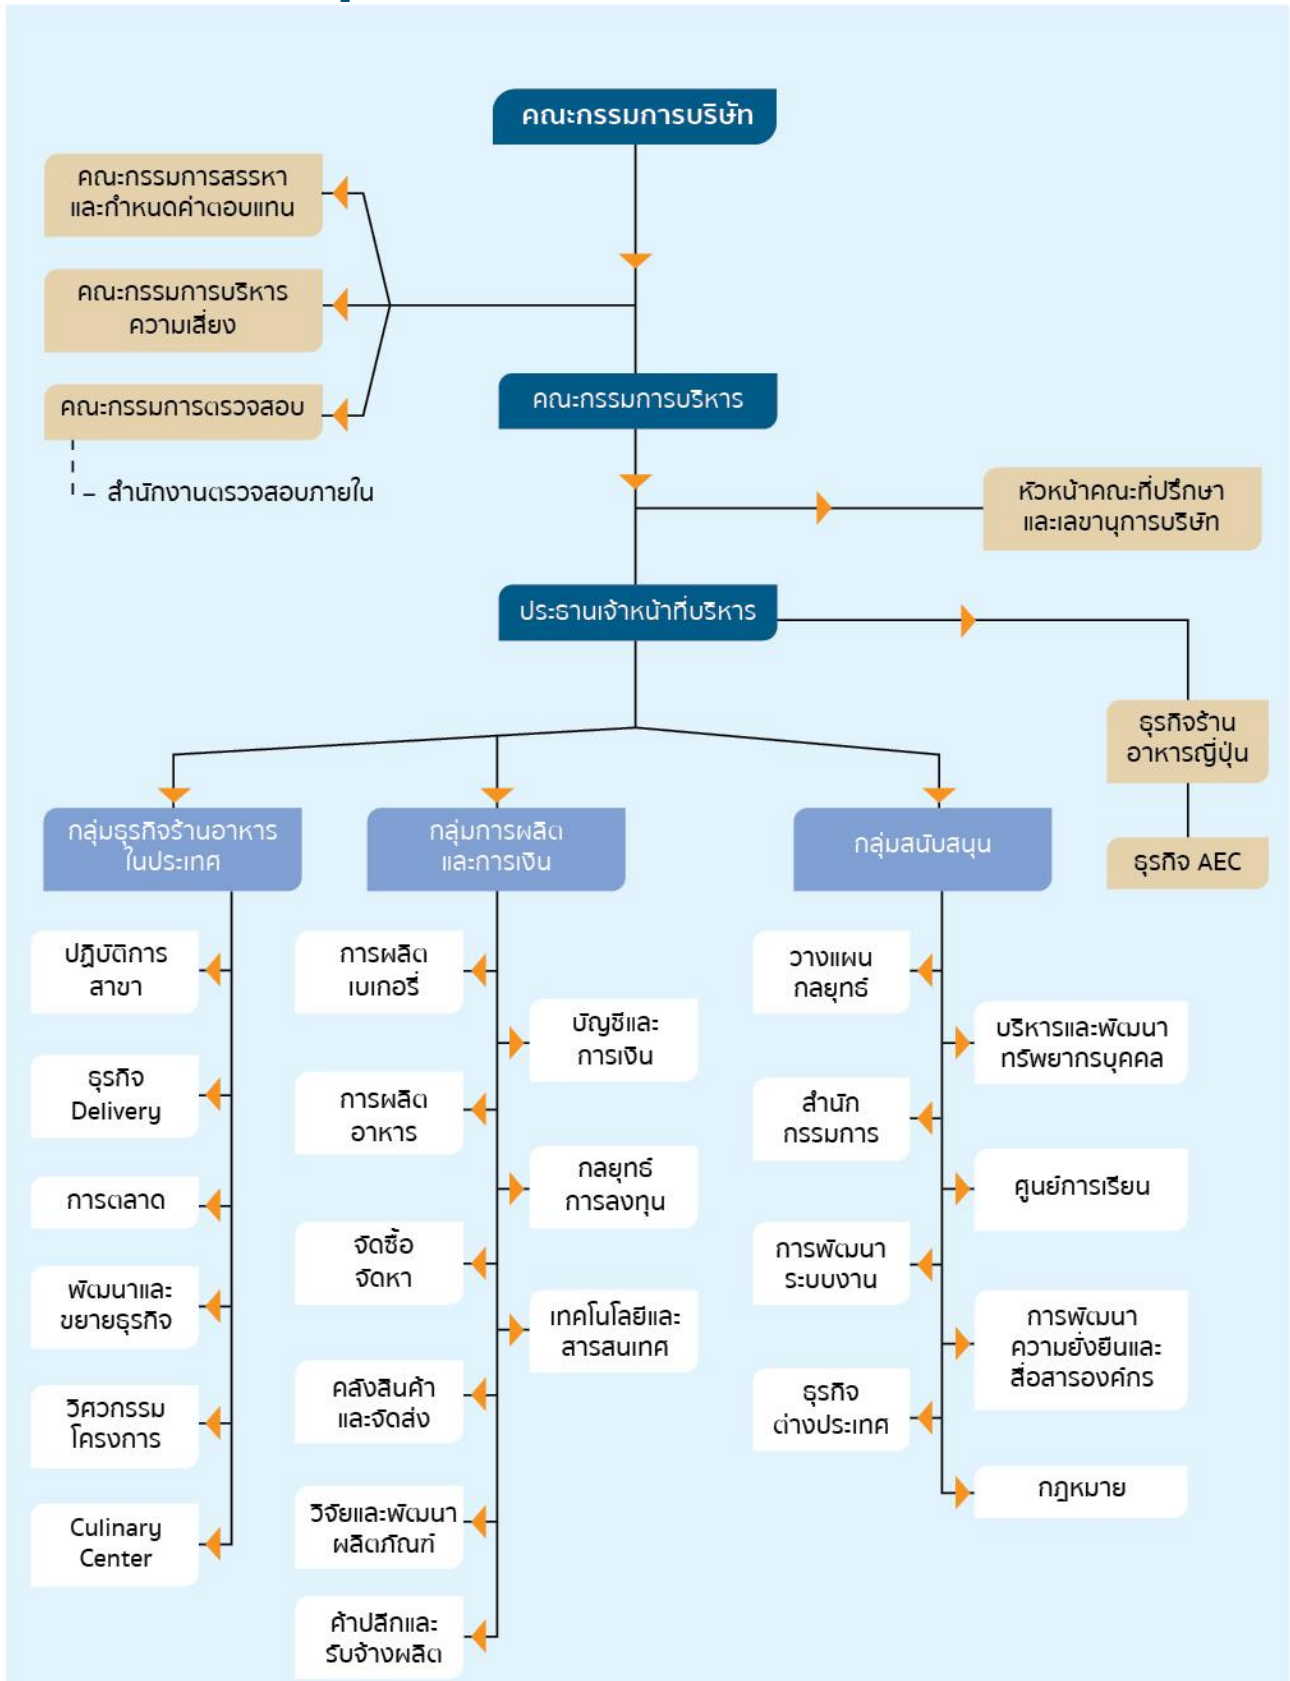 คณะกรรมการบริษัท
คณะกรรมการสรรหา
และกำหนดค่าตอบแทน
คณะกรรมการบริหาร
ความเสี่ยง
คณะกรรมการตรวจสอบ
– สำนักงานตรวจสอบภายใน
คณะกรรมการบริหาร
หัวหน้าคณะที่ปรึกษา
และเลขานุการบริษัท
ประธานเจ้าหน้าที่บริหาร
ธุรกิจร้าน
อาหารญี่ปุ่น
ธุรกิจ AEC
กลุ่มธุรกิจร้านอาหาร
ในประเทศ
ปฏิบัติการ
สาขา
ธุรกิจ
Delivery
การตลาด
พัฒนาและ
ขยายธุรกิจ
วิศวกรรม
โครงการ
Culinary
Center
กลุ่มการผลิต
และการเงิน
การผลิต
เบเกอรี่
บัญชีและ
การเงิน
การผลิต
อาหาร
กลยุทธ์
การลงทุน
จัดซื้อ
จัดหา
เทคโนโลยีและ
สารสนเทศ
คลังสินค้า
และจัดส่ง
วิจัยและพัฒนา
ผลิตภัณฑ์
ค้าปลีกและ
รับจ้างผลิต
กลุ่มสนับสนุน
วางแผน
กลยุทธ์
บริหารและพัฒนา
ทรัพยากรบุคคล
สำนัก
กรรมการ
ศูนย์การเรียน
การพัฒนา
ระบบงาน
การพัฒนา
ความยั่งยืนและ
สื่อสารองค์กร
ธุรกิจ
ต่างประเทศ
กฎหมาย